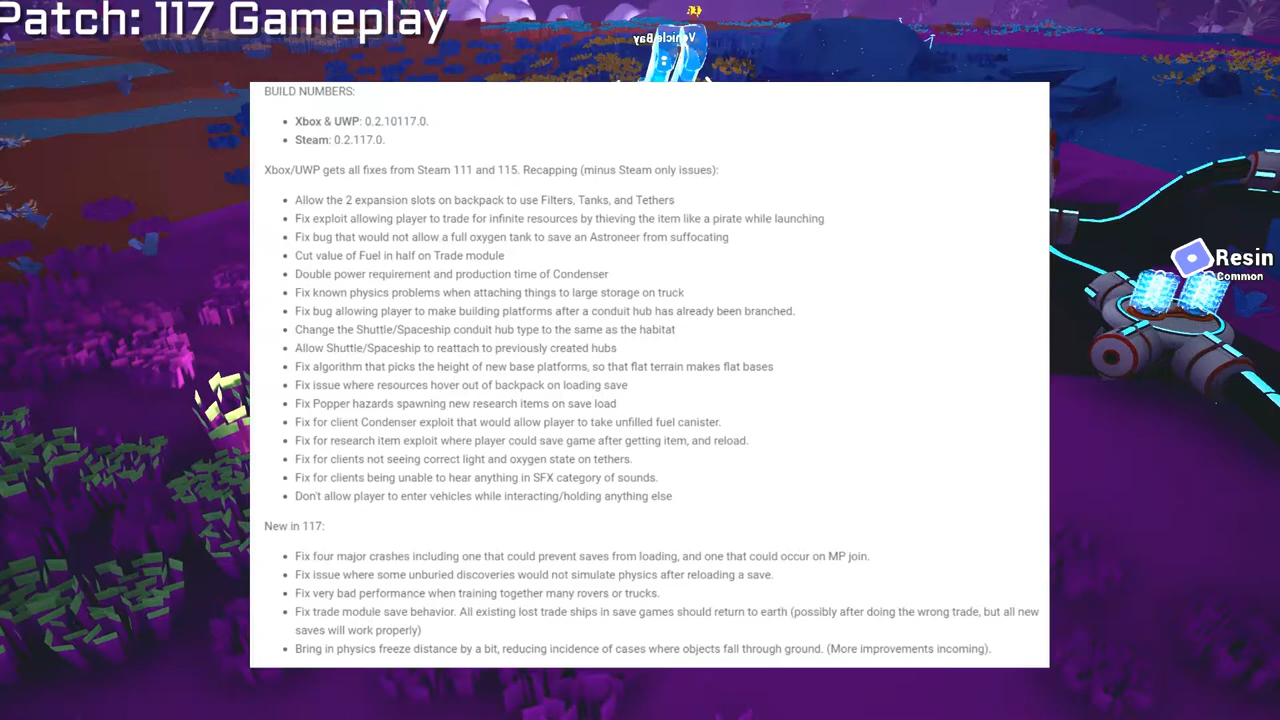 Patch: 117 Gameplay
Vehicle Bay
BUILD NUMBERS:
Xbox & UWP: 0.2.10117.0.
Steam: 0.2.117.0.
Xbox/UWP gets all fixes from Steam 111 and 115. Recapping (minus Steam only issues):
Allow the 2 expansion slots on backpack to use Filters, Tanks, and Tethers
Fix exploit allowing player to trade for infinite resources by thieving the item like a pirate while launching
Fix bug that would not allow a full oxygen tank to save an Astroneer from suffocating
Cut value of Fuel in half on Trade module
Double power requirement and production time of Condenser
Fix known physics problems when attaching things to large storage on truck
Fix bug allowing player to make building platforms after a conduit hub has already been branched.
Change the Shuttle/Spaceship conduit hub type to the same as the habitat
Allow Shuttle/Spaceship to reattach to previously created hubs
Fix algorithm that picks the height of new base platforms, so that flat terrain makes flat bases
Fix issue where resources hover out of backpack on loading save
Fix Popper hazards spawning new research items on save load
Fix for client Condenser exploit that would allow player to take unfilled fuel canister.
Fix for research item exploit where player could save game after getting item, and reload.
Fix for clients not seeing correct light and oxygen state on tethers.
Fix for clients being unable to hear anything in SFX category of sounds.
Don't allow player to enter vehicles while interacting/holding anything else
New in 117:
Fix four major crashes including one that could prevent saves from loading, and one that could occur on MP join.
Fix issue where some unburied discoveries would not simulate physics after reloading a save.
Fix very bad performance when training together many rovers or trucks.
Fix trade module save behavior. All existing lost trade ships in save games should return to earth (possibly after doing the wrong trade, but all new
saves will work properly)
Bring in physics freeze distance by a bit, reducing incidence of cases where objects fall through ground. (More improvements incoming).
Resin
Common